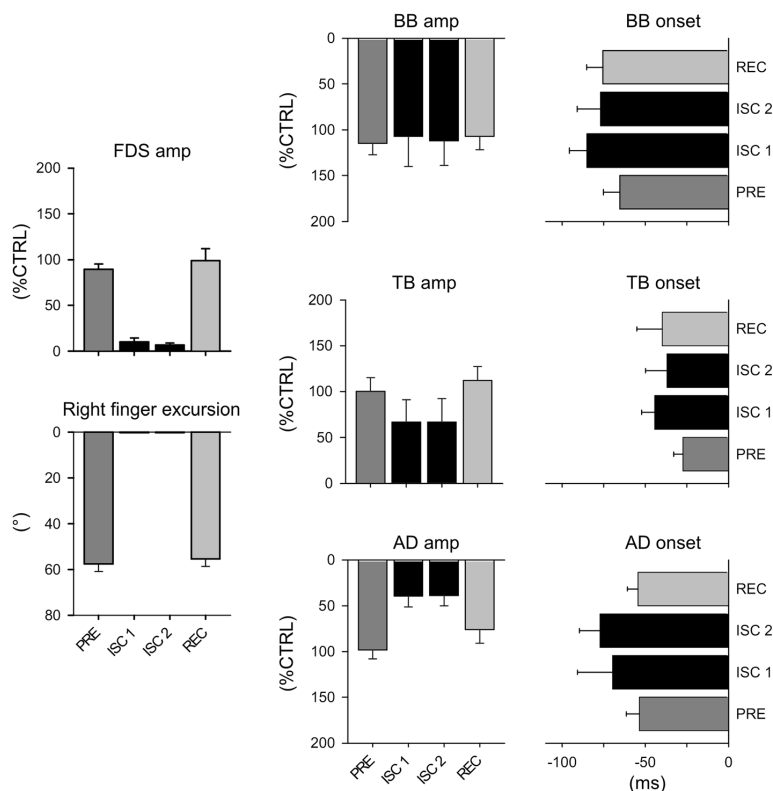 FDS amp
(%CTRL)
200
150
100
50
0
Right finger excursion
(°)
0
20
40
60
80
PRE
ISC 1
ISC 2
REC
BB amp
(%CTRL)
0
50
100
150
200
TB amp
(%CTRL)
200
150
100
50
0
AD amp
(%CTRL)
0
50
100
150
200
PRE
ISC 1
ISC 2
REC
BB onset
REC
ISC 2
ISC 1
PRE
TB onset
REC
ISC 2
ISC 1
PRE
AD onset
REC
ISC 2
ISC 1
PRE
-100 -50 0
(ms)